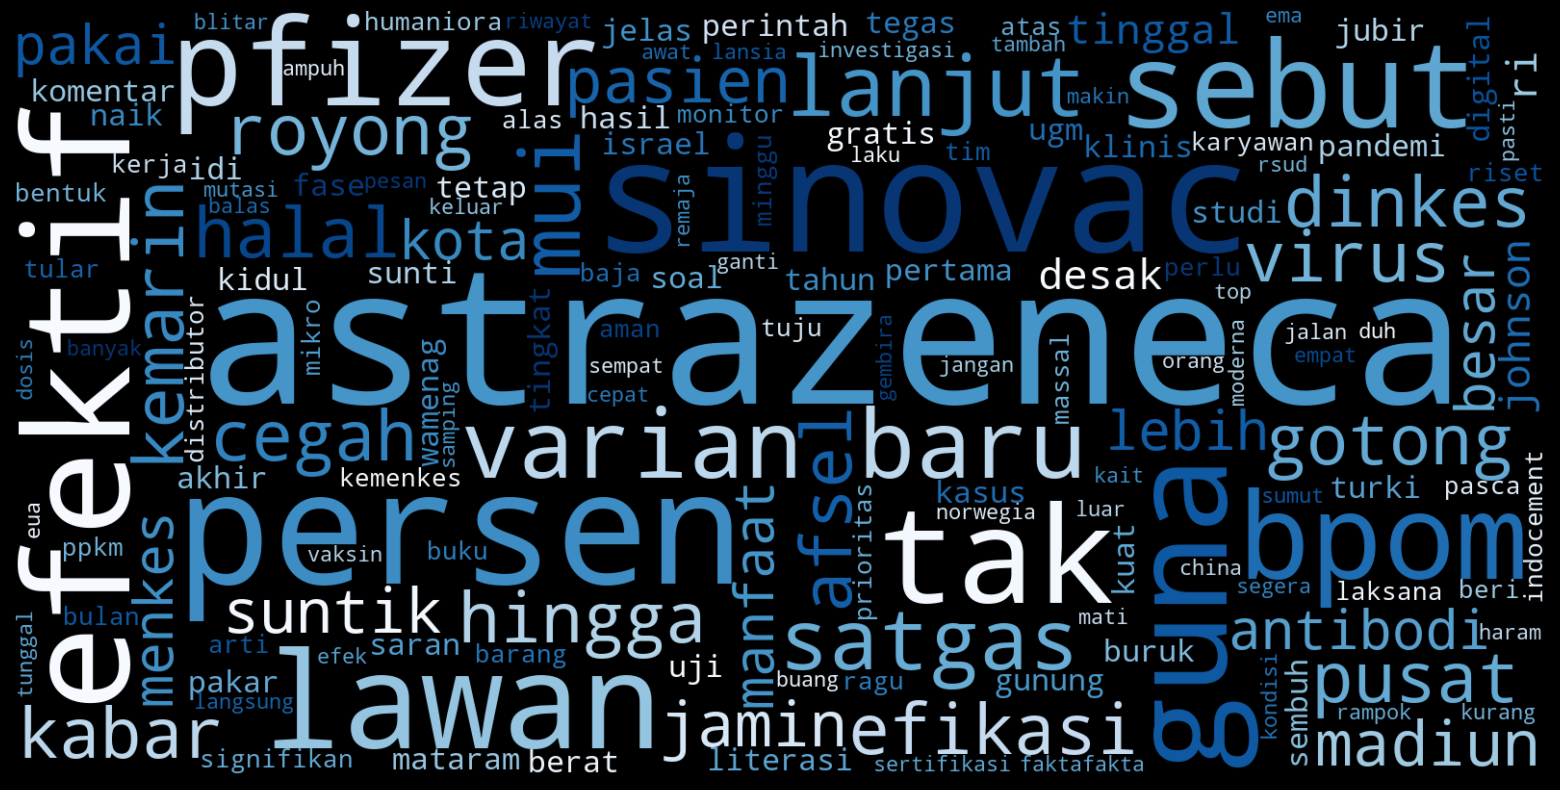 blitar
humaniora
riwayat
ema
pakai
pfizer
ampuh
jelas
perintah
tegas
atas
tinggal
jubir
ri
digital
awat
lansia
investigasi
tambah
komentar
naik
pasien
lanjut
makin
sebut
royong
alas
hasil
monitor
gratis
ugm
klinis
karyawan
pandemi
pasti
kerja
idi
israel
laku
tim
rsud
riset
bentuk
mutasi
fase
pesan
tetap
mui
sinovac
minggu
remaja
studi
dinkes
efektif
kemarin
balas
halal
kota
keluar
virus
tular
kidul
sunti
baja
soal
ganti
tahun
pertama
desak
perlu
top
besar
johnson
distributor
mikro
astrazeneca
tingkat
aman
tuju
jalan
duh
dosis
banyak
wamenag
samping
sempat
cepat
gembira
jangan
massal
orang
moderna
empat
cegah
varian
baru
afsel
lebih
gotong
akhir
kemenkes
kasus
kait
sumut
turki
pasca
eua
ppkm
menkes
persen
vaksin
buku
manfaat
prioritas
norwegia
tak
luar
kuat
guna
bpom
china
segera
laksana
beri
indocement
bulan
suntik
hingga
satgas
mati
antibodi
haram
tunggal
arti
efek
saran
barang
uji
buang
ragu
gunung
buruk
pakar
langsung
lawan
kondisi
sembuh
pusat
rampok
kurang
kabar
jamin
efikasi
madiun
signifikan
mataram
berat
literasi
sertifikasi
faktafakta